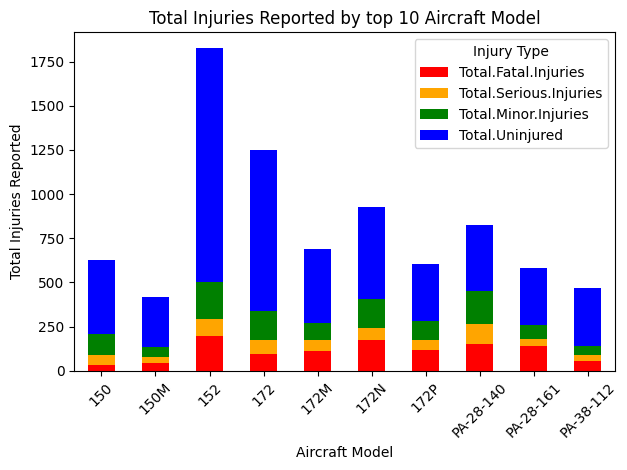 Total Injuries Reported by top 10 Aircraft Model
Total Injuries Reported
1750
1500
1250
1000
750
500
250
0
Injury Type
Total.Fatal.Injuries
Total.Serious.Injuries
Total.Minor.Injuries
Total.Uninjured
150
150M
152
172
172M
172N
172P
PA-28-140
PA-28-161
PA-38-112
Aircraft Model